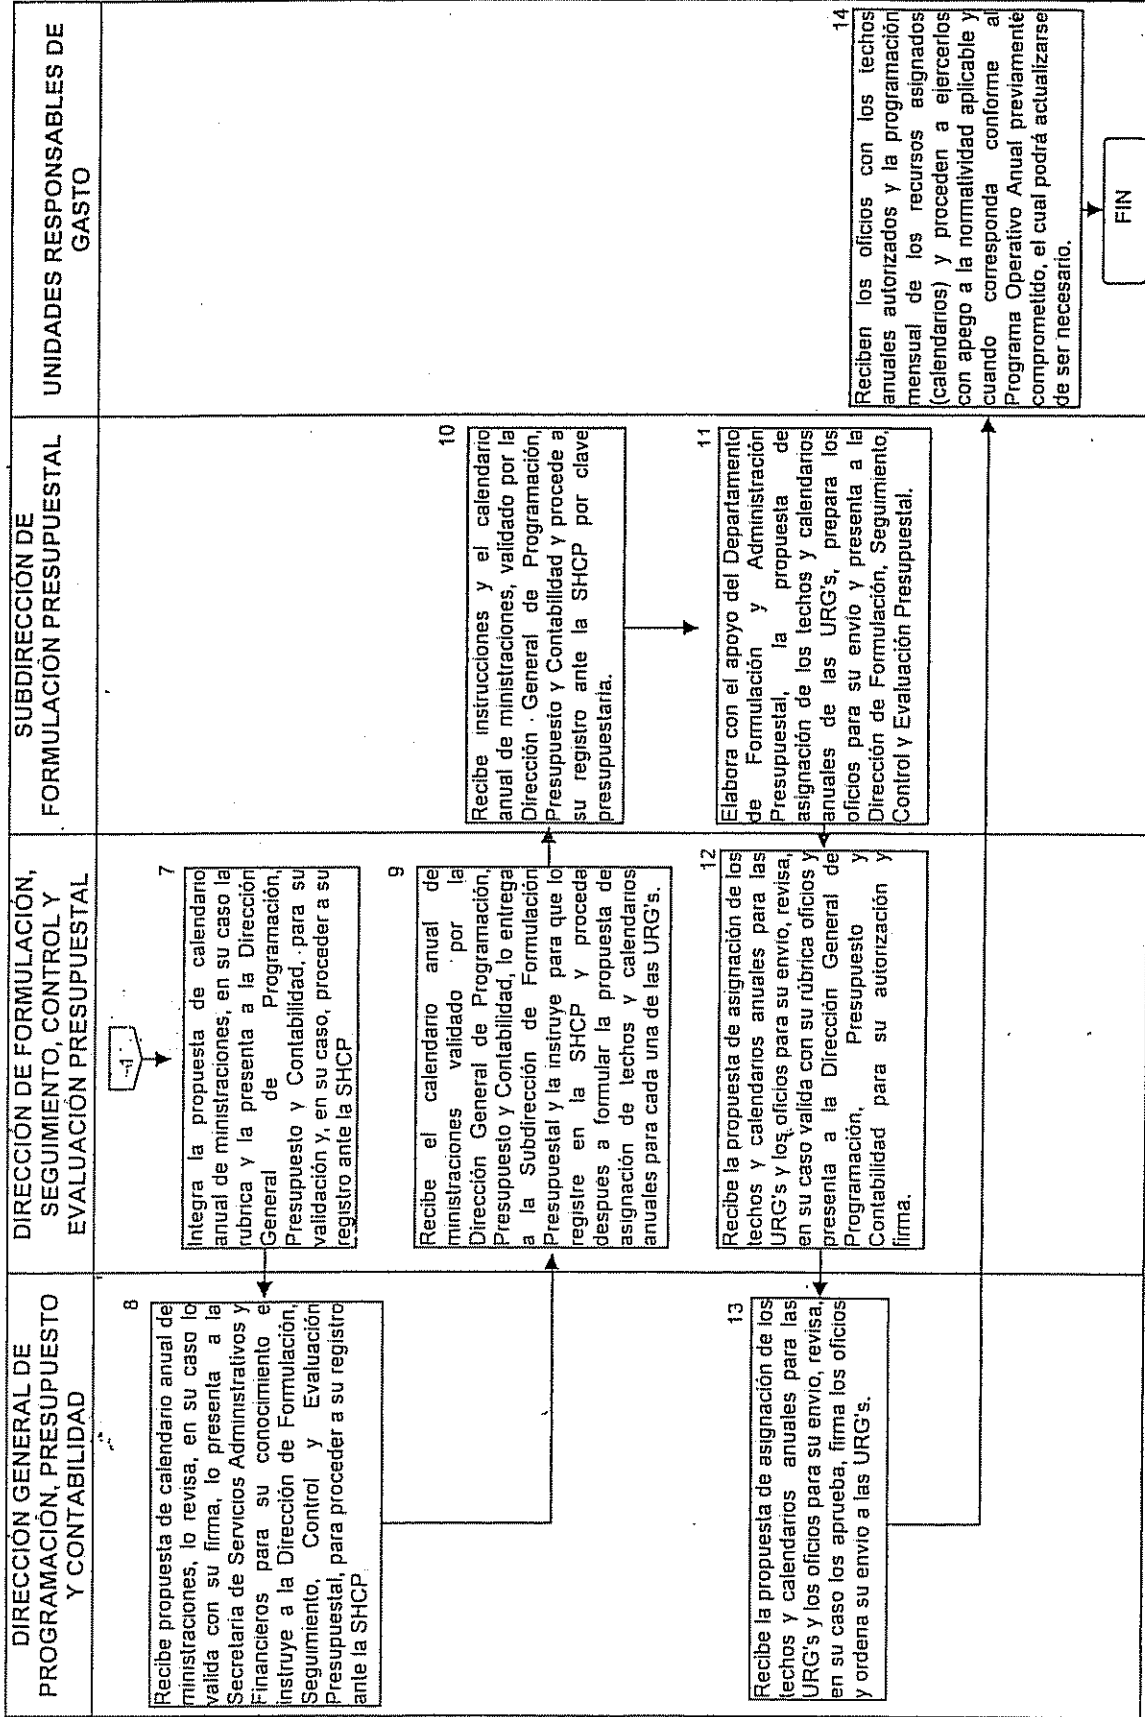 DIRECCIÓN GENERAL DE
PROGRAMACIÓN, PRESUPUESTO
Y CONTABILIDAD
DIRECCIÓN DE FORMULACIÓN,
SEGUIMIENTO, CONTROL Y
EVALUACIÓN PRESUPUESTAL
SUBDIRECCIÓN DE
FORMULACIÓN PRESUPUESTAL
UNIDADES RESPONSABLES DE
GASTO
7
Integra la propuesta de calendario
anual de ministraciones, en su caso la
rubrica y la presenta a la Dirección
General de Programación,
Presupuesto y Contabilidad, para su
validación y, en su caso, proceder a su
registro ante la SHCP
8
Recibe propuesta de calendario anual de
ministraciones, lo revisa, en su caso lo
valida con su firma, lo presenta a la
Secretaria de Servicios Administrativos y
Financieros para su conocimiento e
instruye a la Dirección de Formulación,
Seguimiento, Control y Evaluación
Presupuestal, para proceder a su registro
ante la SHCP
9
Recibe el calendario anual de
ministraciones validado por la
Dirección General de Programación,
Presupuesto y Contabilidad, lo entrega
a la Subdirección de Formulación
Presupuestal y la instruye para que lo
registre en la SHCP y proceda
después a formular la propuesta de
asignación de techos y calendarios
anuales para cada una de las URG's.
10
Recibe instrucciones y el calendario
anual de ministraciones, validado por la
Dirección General de Programación,
Presupuesto y Contabilidad y procede a
su registro ante la SHCP por clave
presupuestaria.
11
Elabora con el apoyo del Departamento
de Formulación y Administración
Presupuestal, la propuesta de
asignación de los techos y calendarios
anuales de las URG's, prepara los
oficios para su envio y presenta a la
Dirección de Formulación, Seguimiento,
Control y Evaluación Presupuestal.
12
Recibe la propuesta de asignación de los
techos y calendarios anuales para las
URG's y los oficios para su envío, revisa,
en su caso valida con su rúbrica oficios y
presenta a la Dirección General de
Programación, Presupuesto y
Contabilidad para su autorización y
firma.
13
Recibe la propuesta de asignación de los
techos y calendarios anuales para las
URG's y los oficios para su envio, revisa,
en su caso los aprueba, firma los oficios
y ordena su envio a las URG's.
14
Reciben los oficios con los techos
anuales autorizados y la programación
mensual de los recursos asignados
(calendarios) y proceden a ejercerlos
con apego a la normatividad aplicable y
cuando corresponda conforme al
Programa Operativo Anual previamente
comprometido, el cual podrá actualizarse
de ser necesario.
FIN